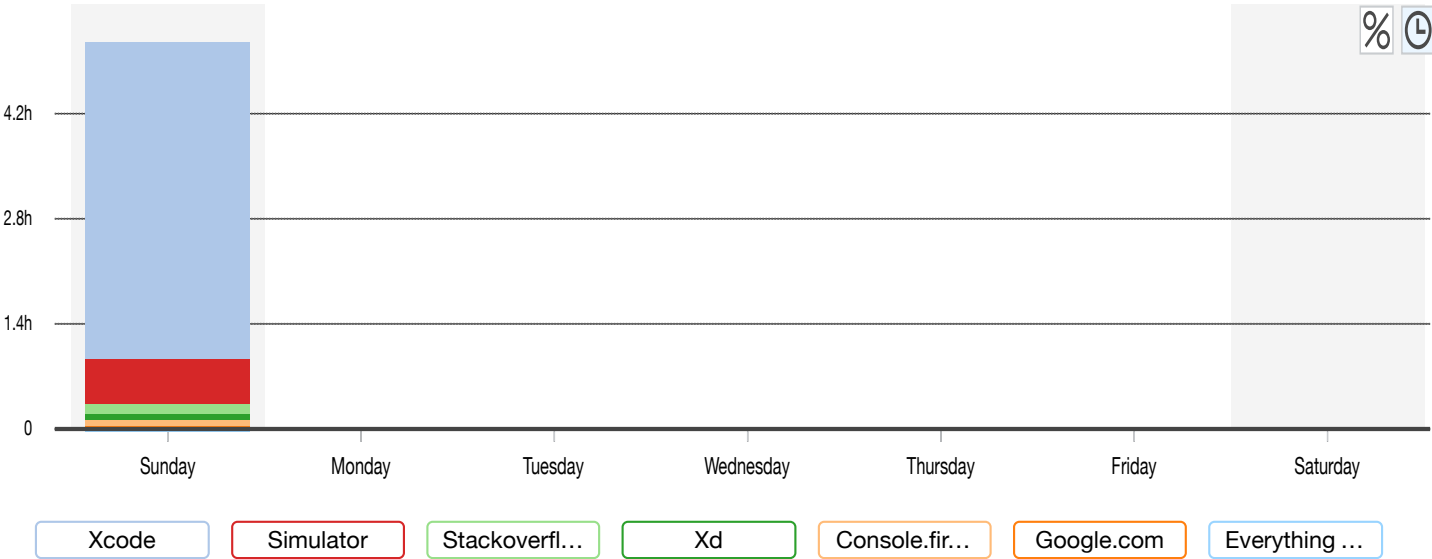 %
4.2h
2.8h
1.4h
0
Sunday Monday Tuesday Wednesday Thursday Friday Saturday
Xcode Simulator Stackoverfl… Xd Console.fir… Google.com Everything …